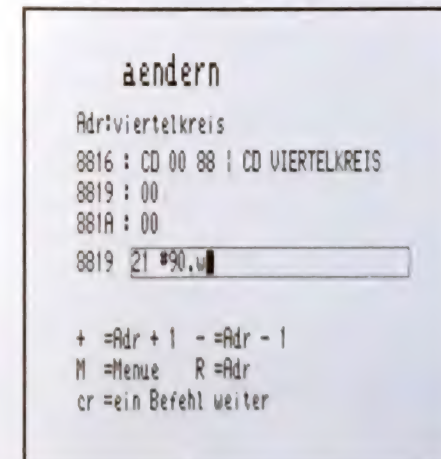 aendern
Adr:viertelkreis
8816 : CD 00 88 | CD VIERTELKREIS
8819 : 00
881A : 00
8819 21 #90.w
+ =Adr + 1 - =Adr - 1
M =Menue R =Adr
cr =ein Befehl weiter